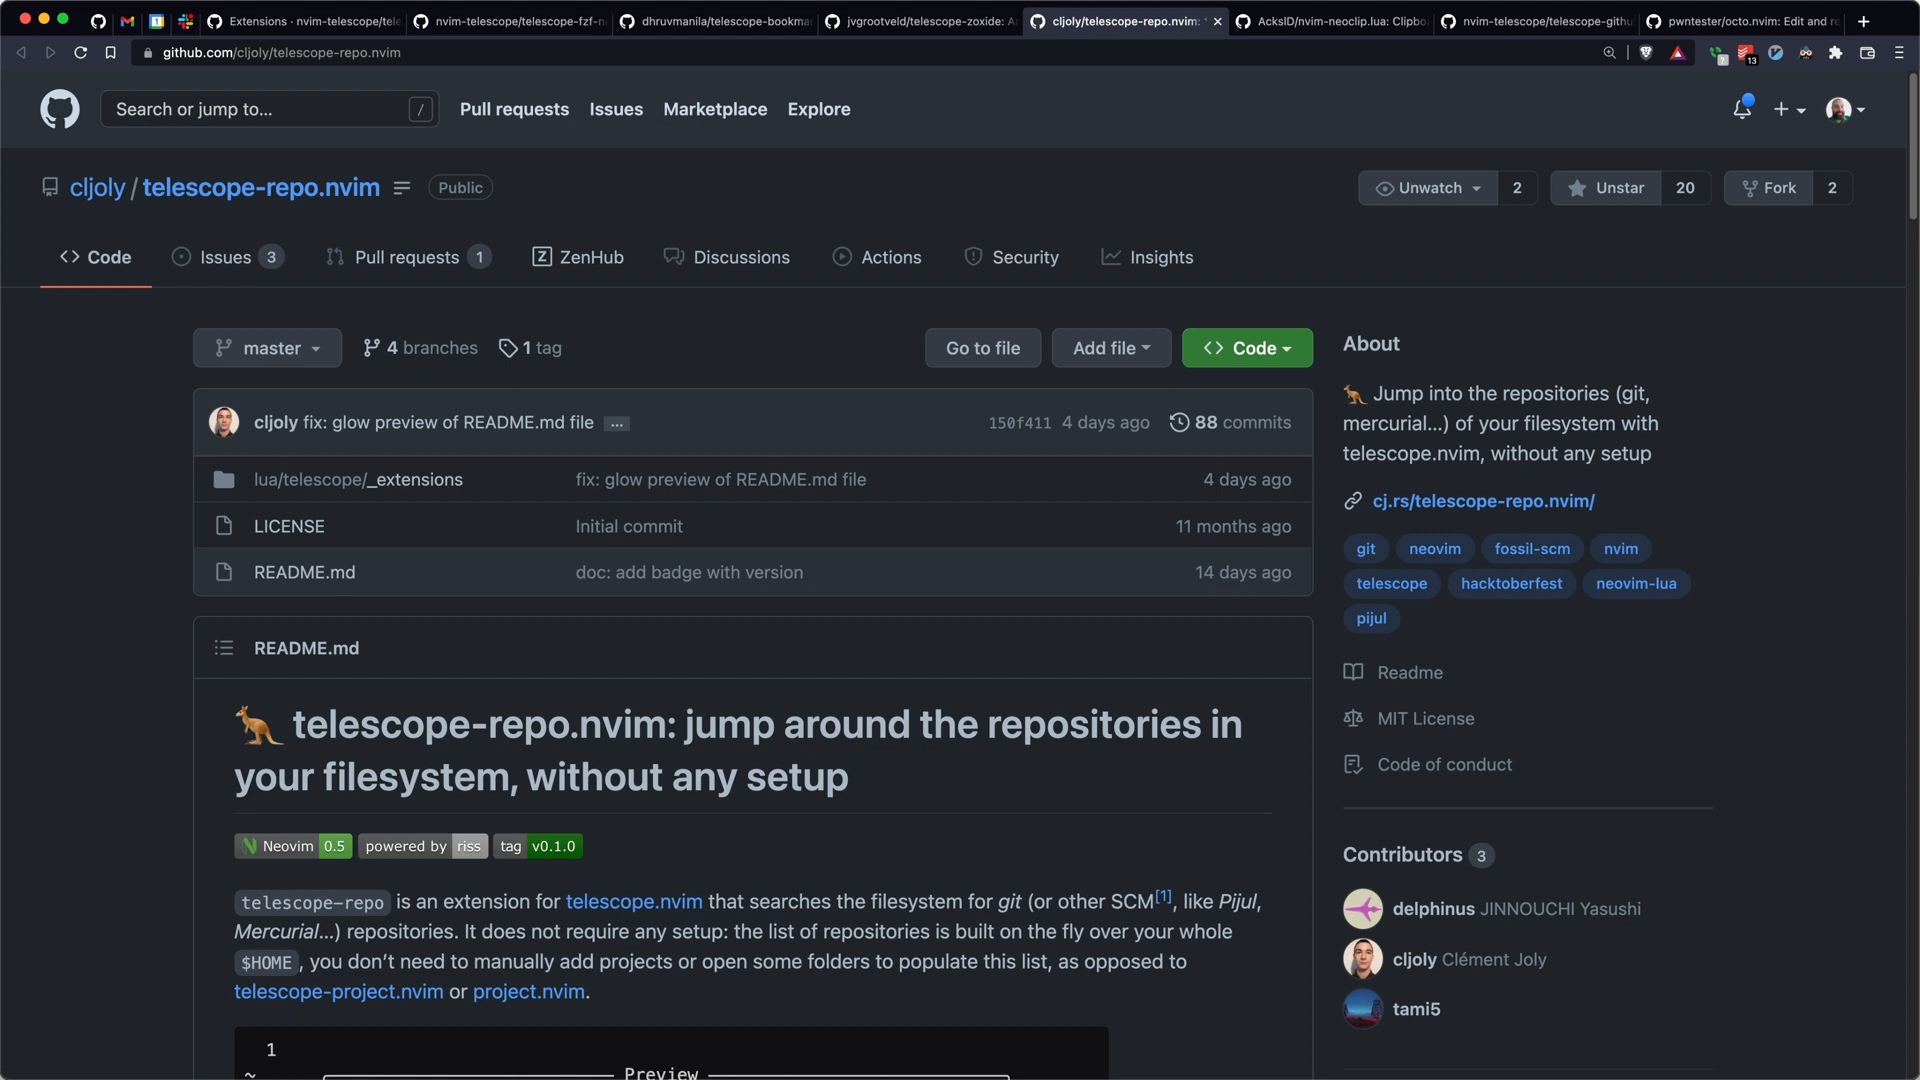 Extensions · nvim-telescope/tele
nvim-telescope/telescope-fzf-n
dhruvmanila/telescope-bookma
jvgrootveld/telescope-zoxide: A
cljoly/telescope-repo.nvim:
AckslD/nvim-neoclip.lua: Clipbo
nvim-telescope/telescope-githu
pwntester/octo.nvim: Edit and re
github.com/cljoly/telescope-repo.nvim
13
Search or jump to...
/
Pull requests
Issues
Marketplace
Explore
cljoly / telescope-repo.nvim
Public
Unwatch 2
Unstar 20
Fork 2
Code
Issues 3
Pull requests 1
ZenHub
Discussions
Actions
Security
Insights
master
4 branches
1 tag
Go to file
Add file
Code
cljoly fix: glow preview of README.md file ...
150f411 4 days ago
88 commits
lua/telescope/_extensions
fix: glow preview of README.md file
4 days ago
LICENSE
Initial commit
11 months ago
README.md
doc: add badge with version
14 days ago
README.md
telescope-repo.nvim: jump around the repositories in
your filesystem, without any setup
Neovim 0.5
powered by riss
tag v0.1.0
telescope-repo is an extension for telescope.nvim that searches the filesystem for git (or other SCM[1], like Pijul,
Mercurial…) repositories. It does not require any setup: the list of repositories is built on the fly over your whole
$HOME , you don’t need to manually add projects or open some folders to populate this list, as opposed to
telescope-project.nvim or project.nvim.
1
~
Preview
About
Jump into the repositories (git,
mercurial…) of your filesystem with
telescope.nvim, without any setup
cj.rs/telescope-repo.nvim/
git
neovim
fossil-scm
nvim
telescope
hacktoberfest
neovim-lua
pijul
Readme
MIT License
Code of conduct
Contributors 3
delphinus JINNOUCHI Yasushi
cljoly Clément Joly
tami5